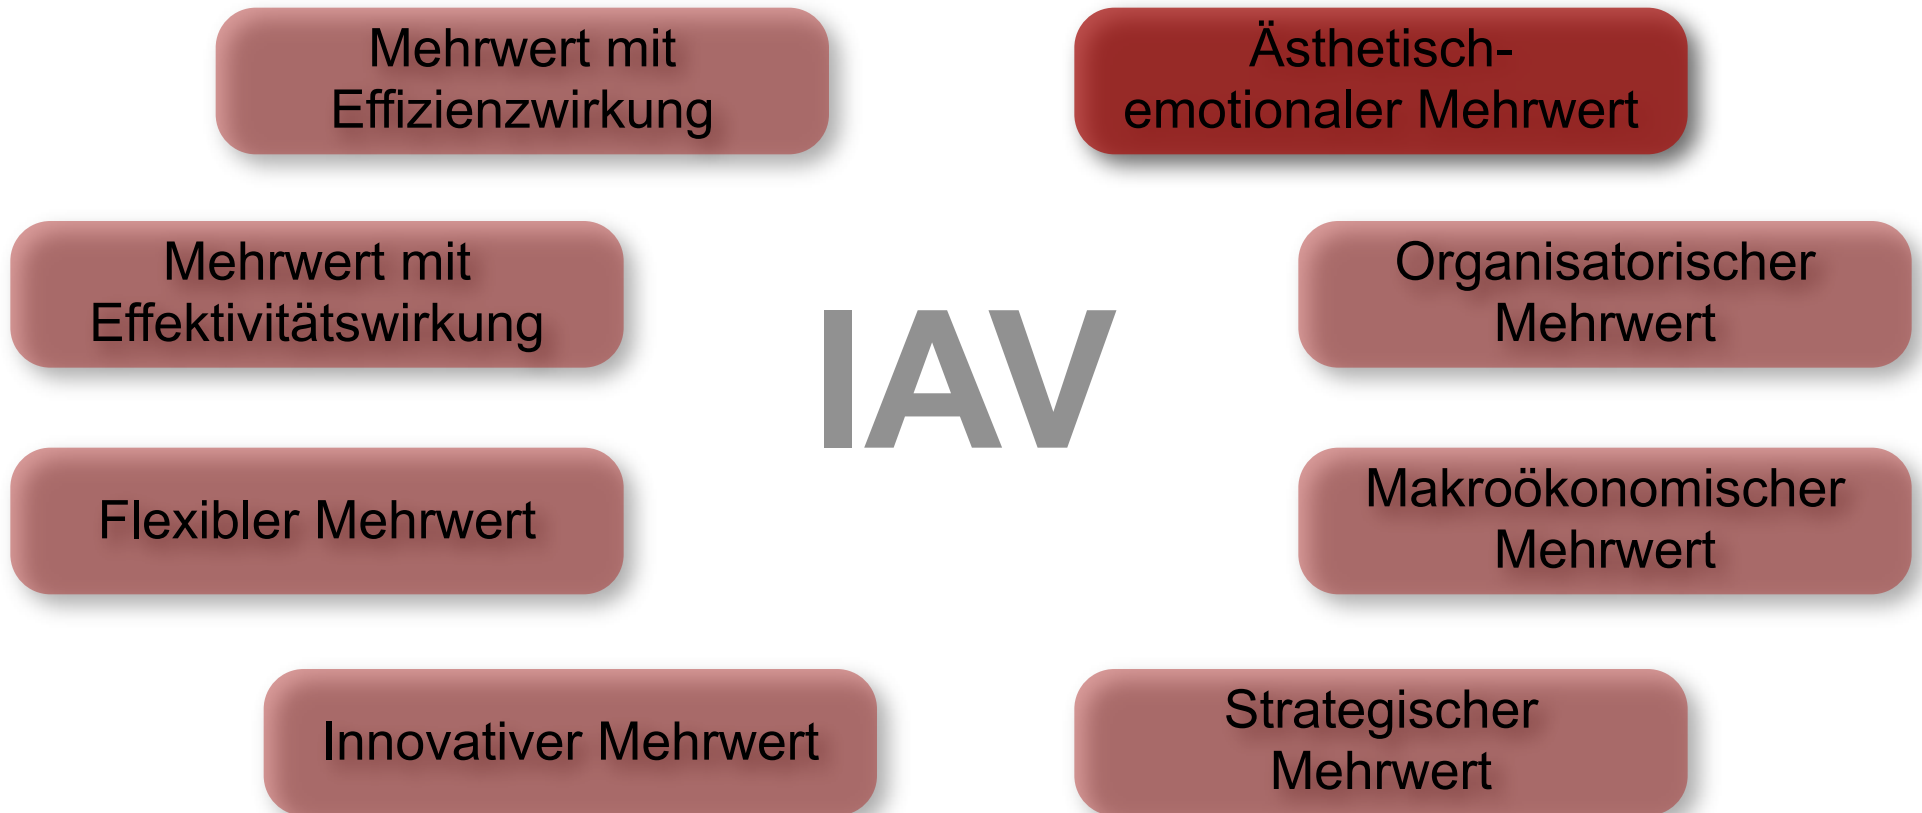 Mehrwert mit
Effizienzwirkung
Ästhetisch-
emotionaler Mehrwert
Mehrwert mit
Effektivitätswirkung
Organisatorischer
Mehrwert
IAV
Flexibler Mehrwert
Makroökonomischer
Mehrwert
Innovativer Mehrwert
Strategischer
Mehrwert